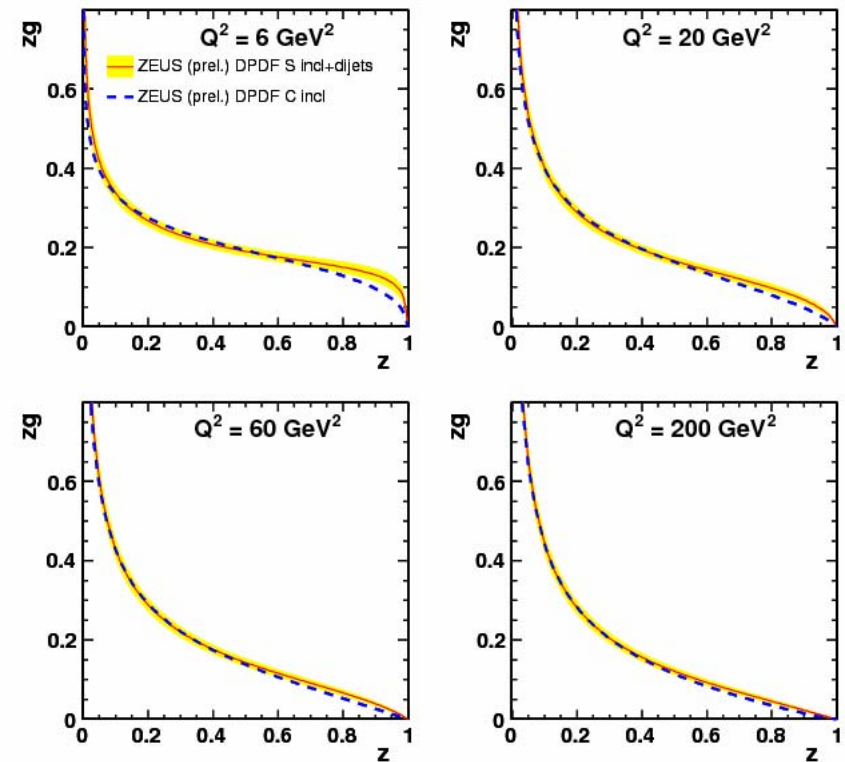 zg
Q² = 6 GeV²
ZEUS (prel.) DPDF S incl+dijets
ZEUS (prel.) DPDF C incl
0.6
0.4
0.2
0
0 0.2 0.4 0.6 0.8 1
z
zg
Q² = 20 GeV²
0.6
0.4
0.2
0
0 0.2 0.4 0.6 0.8 1
z
zg
Q² = 60 GeV²
0.6
0.4
0.2
0
0 0.2 0.4 0.6 0.8 1
z
zg
Q² = 200 GeV²
0.6
0.4
0.2
0
0 0.2 0.4 0.6 0.8 1
z